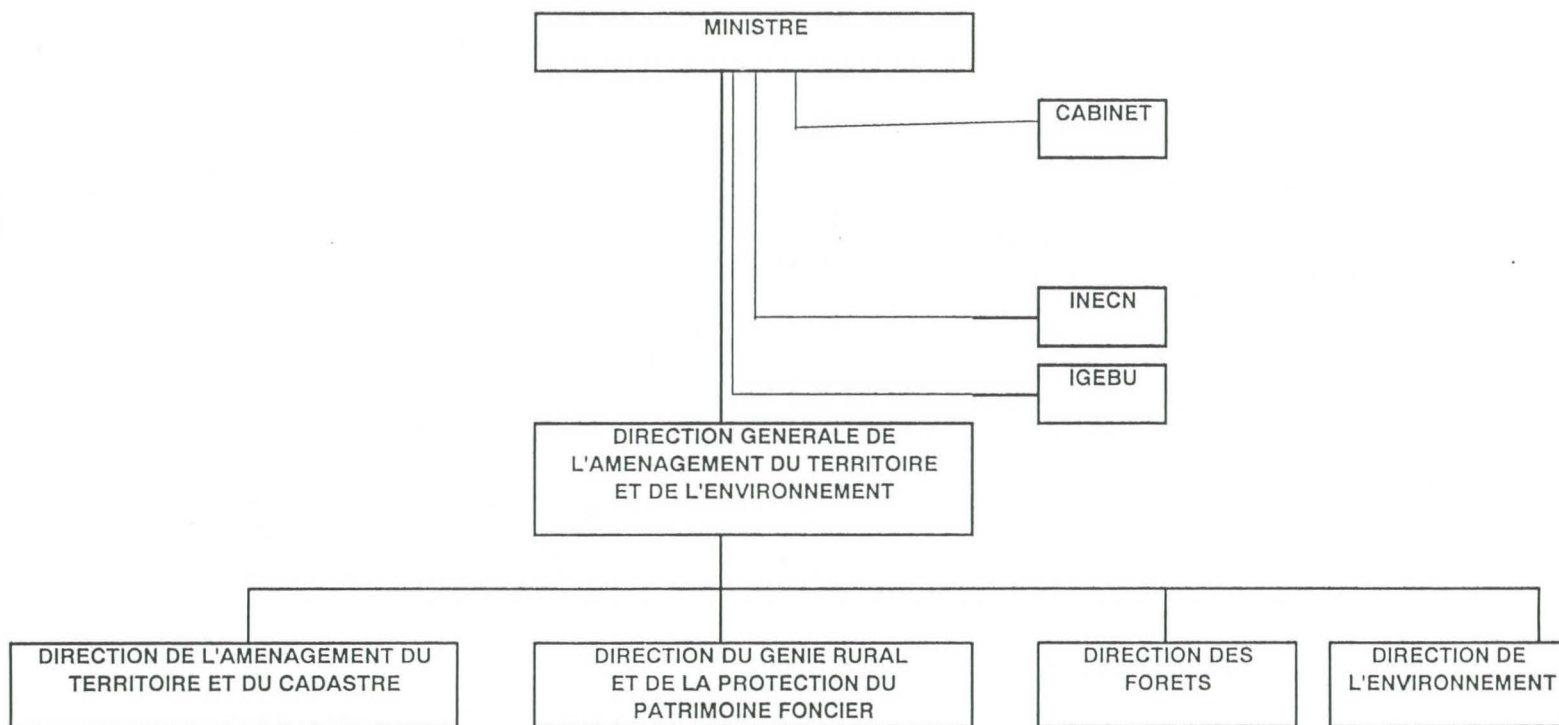 MINISTRE
CABINET
INECN
IGEBU
DIRECTION GENERALE DE
L'AMENAGEMENT DU TERRITOIRE
ET DE L'ENVIRONNEMENT
DIRECTION DE L'AMENAGEMENT DU
TERRITOIRE ET DU CADASTRE
DIRECTION DU GENIE RURAL
ET DE LA PROTECTION DU
PATRIMOINE FONCIER
DIRECTION DES
FORETS
DIRECTION DE
L'ENVIRONNEMENT